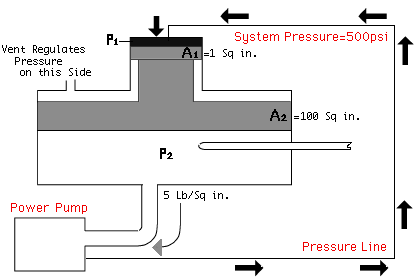 P1
System Pressure=500psi
Vent Regulates
Pressure
on this Side
A1 =1 Sq in.
A2 =100 Sq in.
P2
5 Lb/Sq in.
Power Pump
Pressure Line